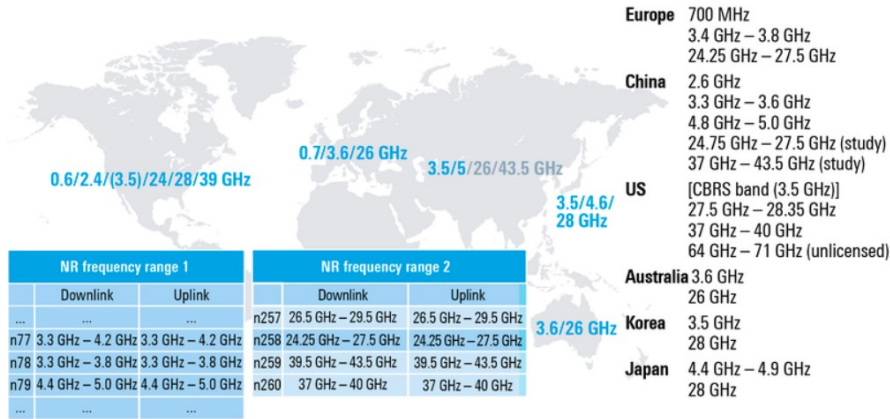 0.6/2.4/(3.5)/24/28/39 GHz
0.7/3.6/26 GHz
3.5/5/26/43.5 GHz
3.5/4.6/
28 GHz
3.6/26 GHz
NR frequency range 1
Downlink Uplink
... ... ...
n77 3.3 GHz – 4.2 GHz 3.3 GHz – 4.2 GHz
n78 3.3 GHz – 3.8 GHz 3.3 GHz – 3.8 GHz
n79 4.4 GHz – 5.0 GHz 4.4 GHz – 5.0 GHz
... ... ...
NR frequency range 2
Downlink Uplink
n257 26.5 GHz – 29.5 GHz 26.5 GHz – 29.5 GHz
n258 24.25 GHz – 27.5 GHz 24.25 GHz – 27.5 GHz
n259 39.5 GHz – 43.5 GHz 39.5 GHz – 43.5 GHz
n260 37 GHz – 40 GHz 37 GHz – 40 GHz
Europe 700 MHz
3.4 GHz – 3.8 GHz
24.25 GHz – 27.5 GHz
China 2.6 GHz
3.3 GHz – 3.6 GHz
4.8 GHz – 5.0 GHz
24.75 GHz – 27.5 GHz (study)
37 GHz – 43.5 GHz (study)
US [CBRS band (3.5 GHz)]
27.5 GHz – 28.35 GHz
37 GHz – 40 GHz
64 GHz – 71 GHz (unlicensed)
Australia 3.6 GHz
26 GHz
Korea 3.5 GHz
28 GHz
Japan 4.4 GHz – 4.9 GHz
28 GHz